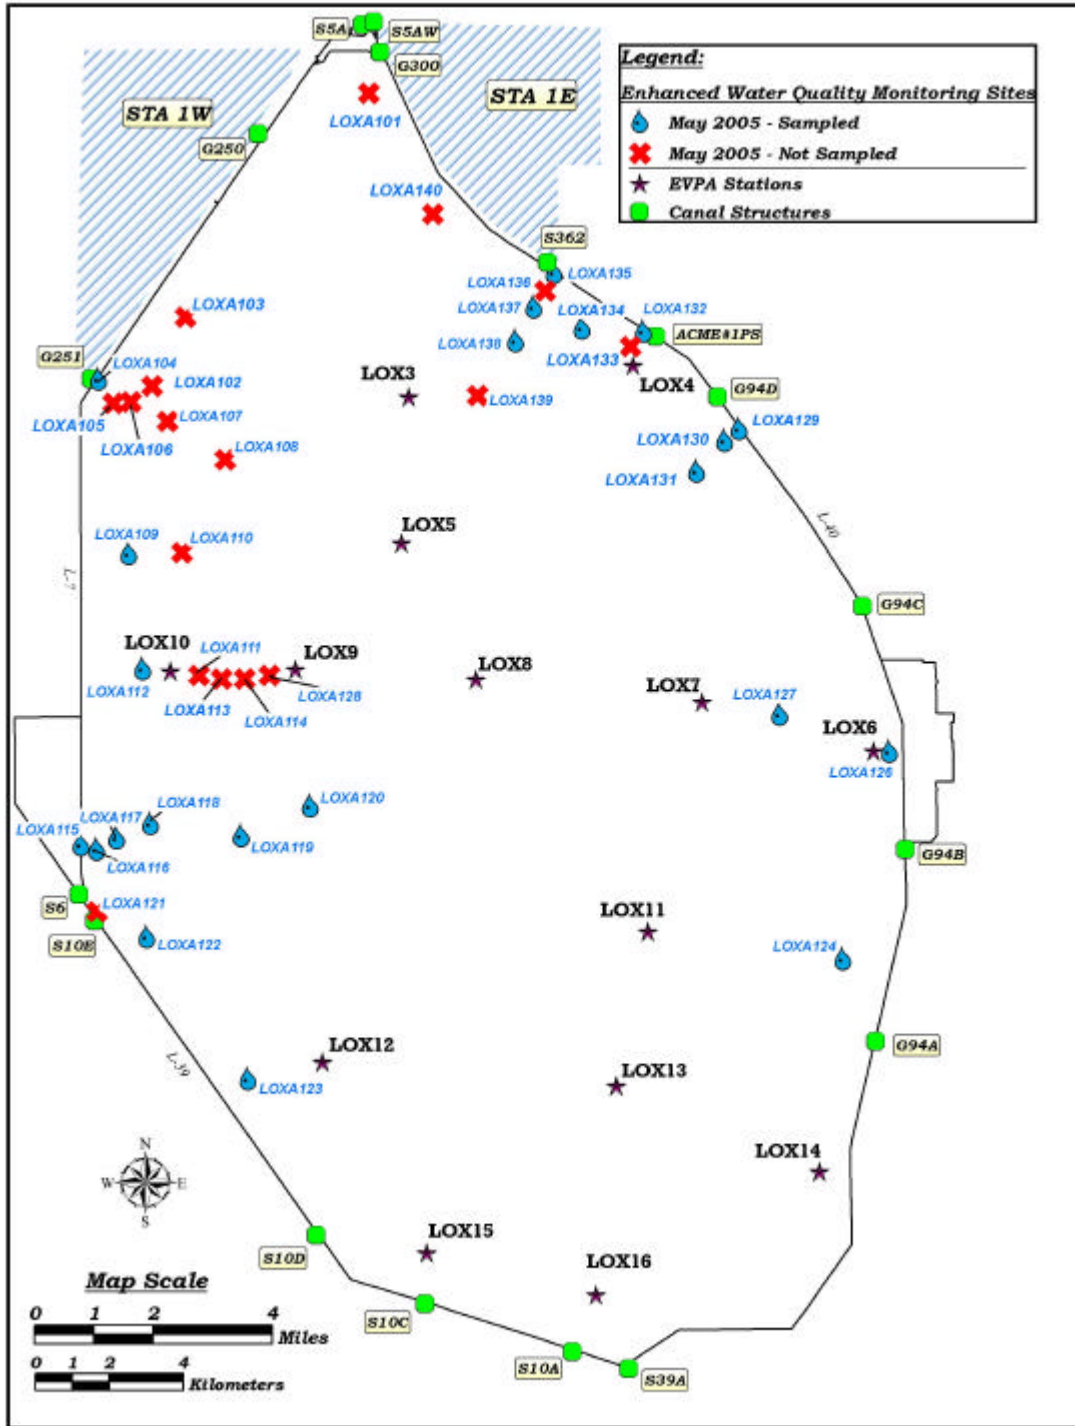 S5A
S5AW
G300
Legend:
Enhanced Water Quality Monitoring Sites
May 2005 - Sampled
May 2005 - Not Sampled
EVPA Stations
Canal Structures
STA 1W
STA 1E
LOXA101
G250
LOXA140
S362
LOXA136
LOXA135
LOXA137
LOXA134
LOXA132
LOXA103
ACME#1PS
LOXA138
LOXA133
G251
LOXA104
LOX3
LOX4
LOXA102
G94D
LOXA139
LOXA105
LOXA107
LOXA106
LOXA129
LOXA130
LOXA108
LOXA131
LOX5
L-40
LOXA109
LOXA110
L-7
G94C
LOX10
LOXA111
LOX9
LOX8
LOXA112
LOXA128
LOX7
LOXA113
LOXA127
LOXA114
LOX6
LOXA126
LOXA120
LOXA118
LOXA117
LOXA115
LOXA119
LOXA116
G94B
S6
LOXA121
LOX11
S10E
LOXA122
LOXA124
LOX12
G94A
L-39
LOX13
LOXA123
N
LOX14
W
E
S
LOX15
S10D
LOX16
Map Scale
0 1 2 4
Miles
S10C
0 1 2 4
Kilometers
S10A
S39A